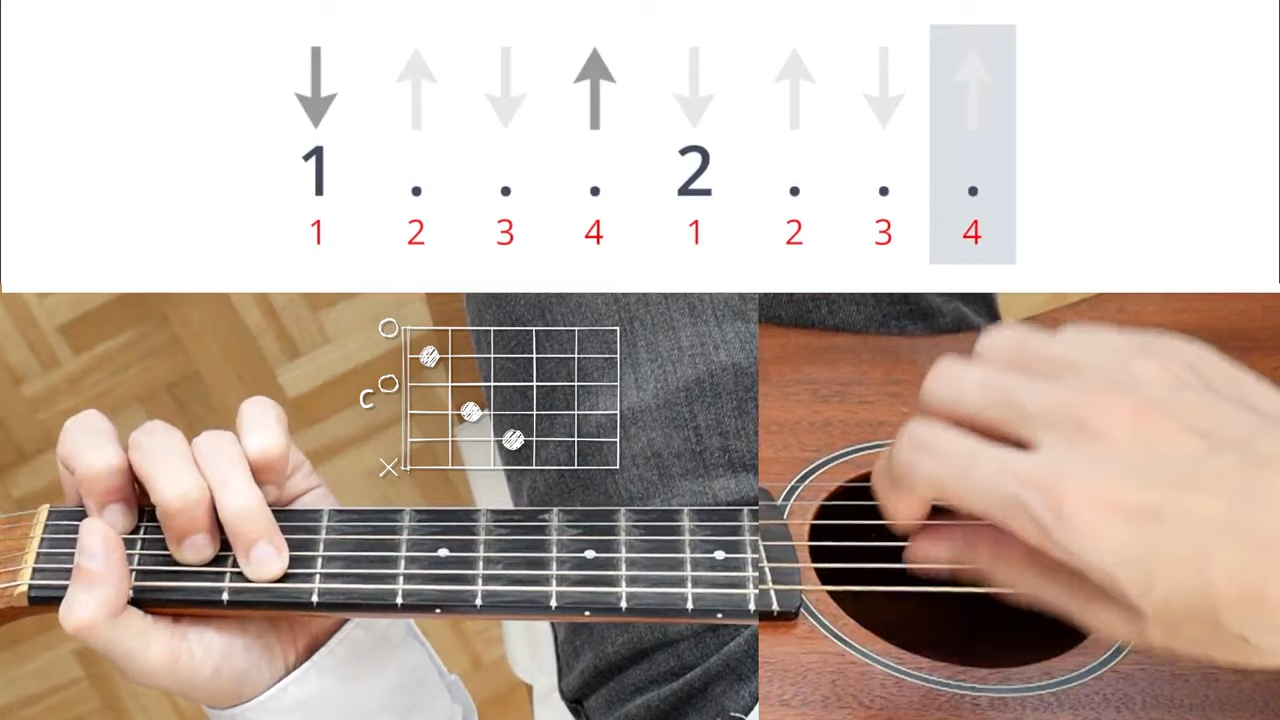 1 . . . . 2 . . .
1 2 3 4 1 2 3 4
C